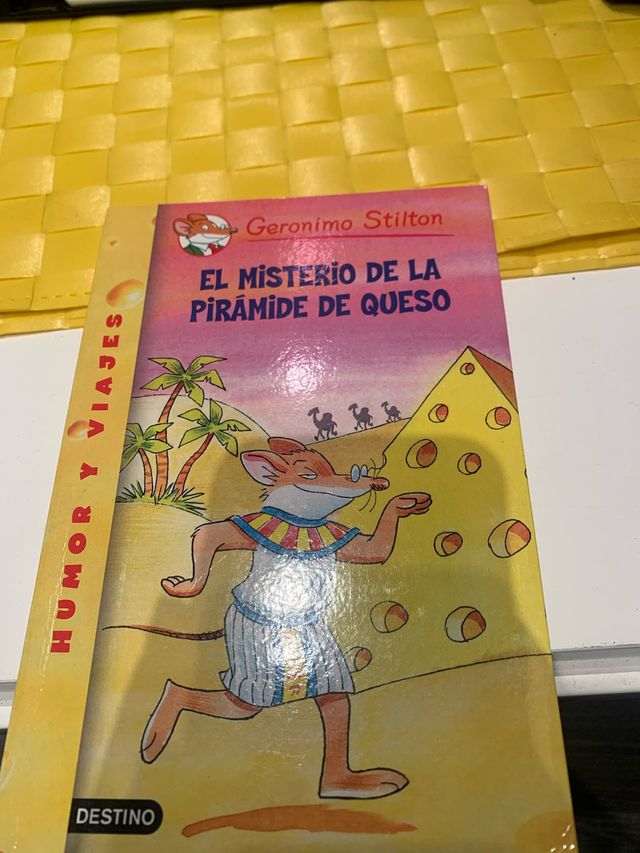 Geronimo Stilton
EL MISTERIO DE LA
PIRÁMIDE DE QUESO
HUMOR Y VIAJES
DESTINO